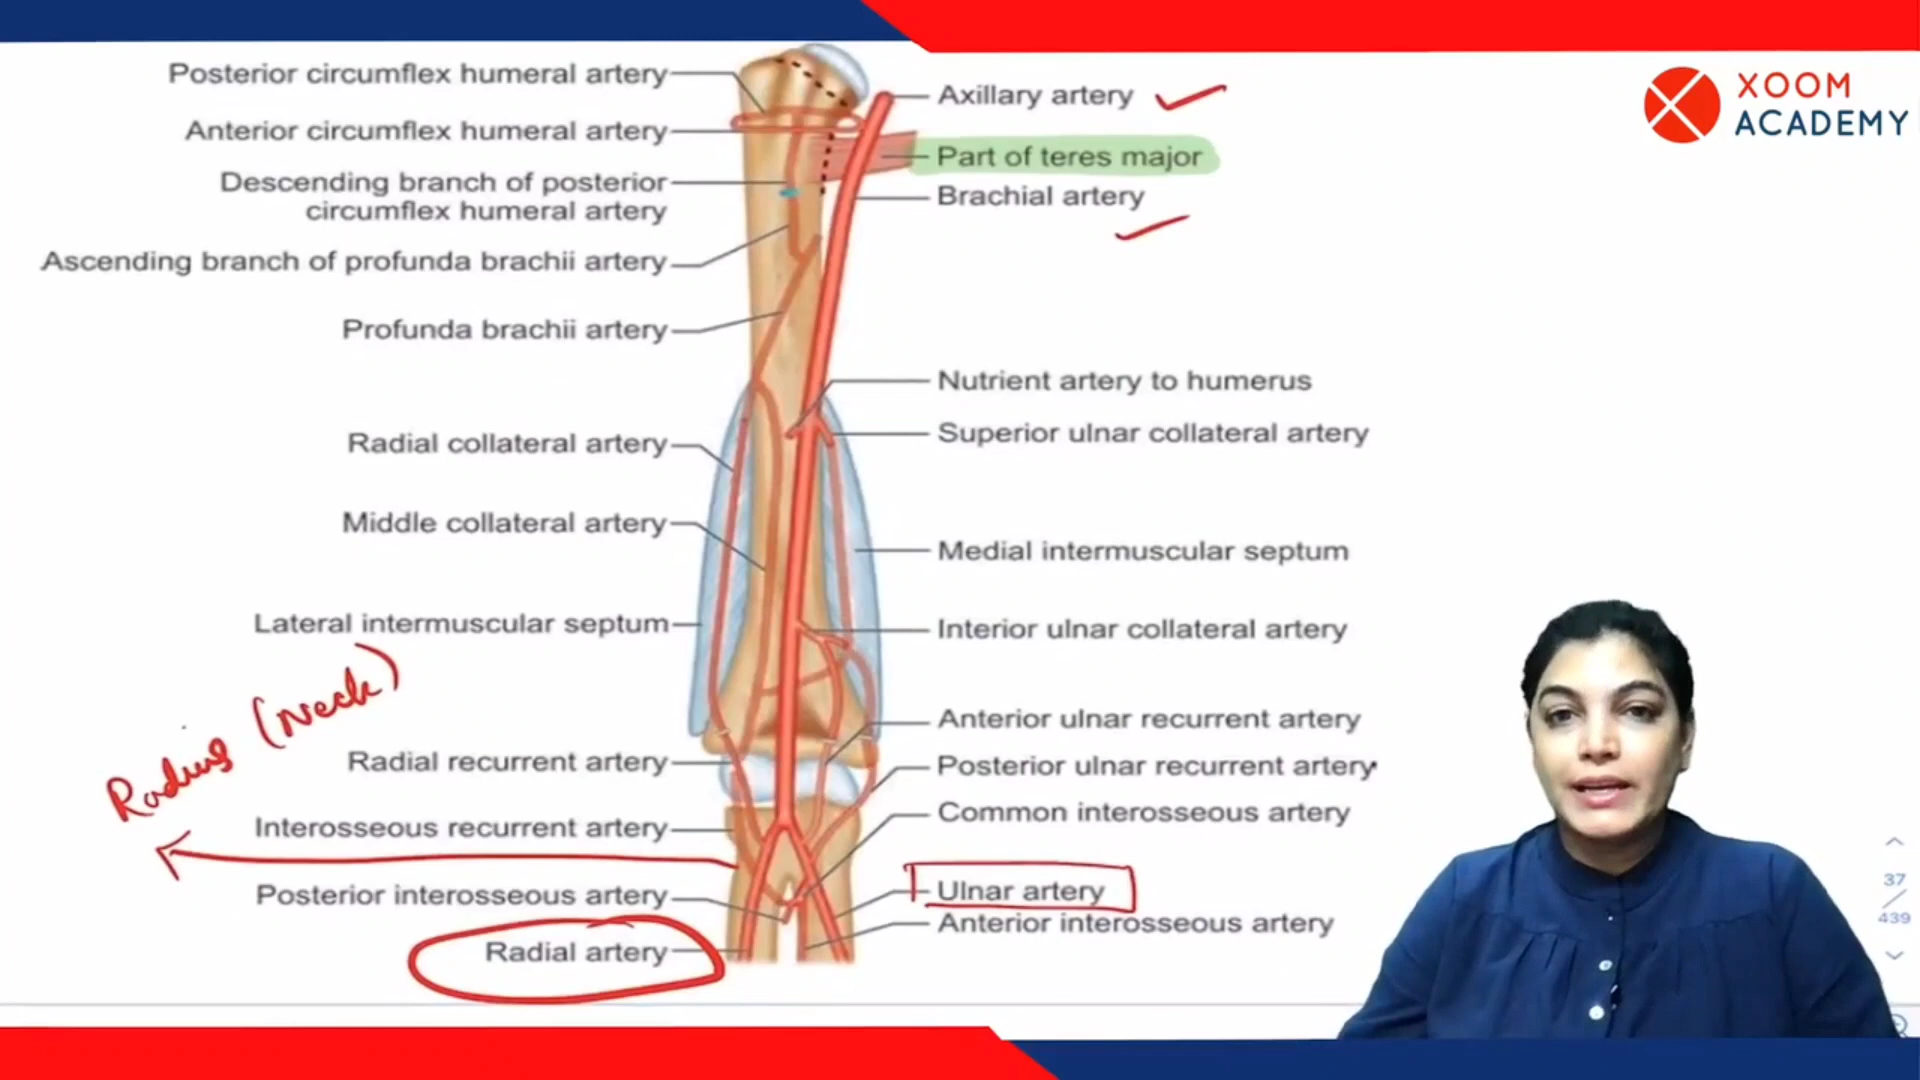 XOOM
ACADEMY
Posterior circumflex humeral artery
Anterior circumflex humeral artery
Descending branch of posterior
circumflex humeral artery
Ascending branch of profunda brachii artery
Profunda brachii artery
Radial collateral artery
Middle collateral artery
Lateral intermuscular septum
Radius (Neck)
Radial recurrent artery
Interosseous recurrent artery
Posterior interosseous artery
Radial artery
Axillary artery
Part of teres major
Brachial artery
Nutrient artery to humerus
Superior ulnar collateral artery
Medial intermuscular septum
Interior ulnar collateral artery
Anterior ulnar recurrent artery
Posterior ulnar recurrent artery
Common interosseous artery
Ulnar artery
Anterior interosseous artery
37
/
439